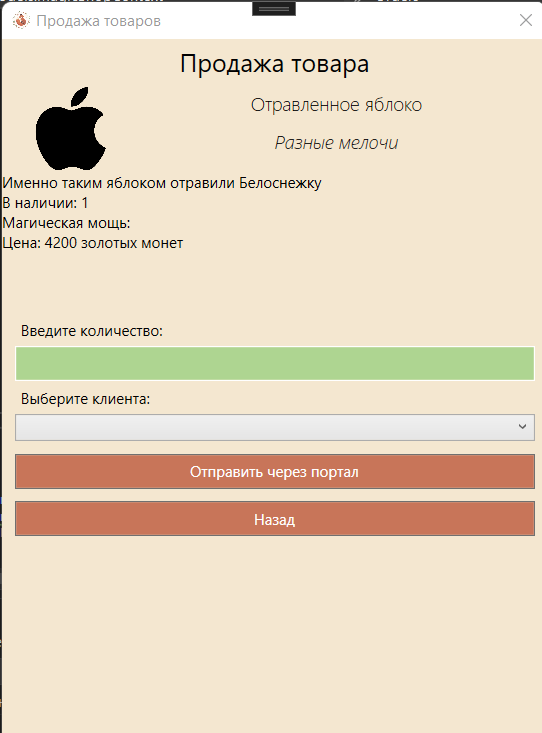 Продажа товаров
Продажа товара
Отравленное яблоко
Разные мелочи
Именно таким яблоком отравили Белоснежку
В наличии: 1
Магическая мощь:
Цена: 4200 золотых монет
Введите количество:
Выберите клиента:
Отправить через портал
Назад